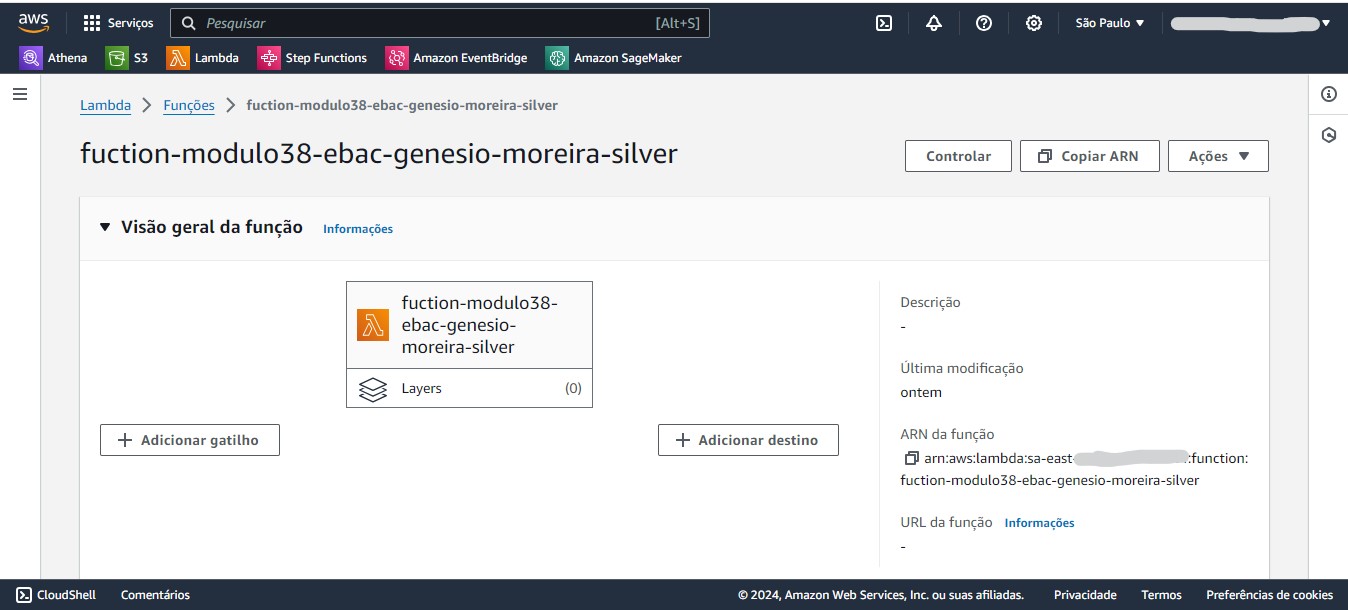 aws Serviços Pesquisar [Alt+S] São Paulo
Athena S3 Lambda Step Functions Amazon EventBridge Amazon SageMaker
Lambda Funções fuction-modulo38-ebac-genesio-moreira-silver
fuction-modulo38-ebac-genesio-moreira-silver
Controlar Copiar ARN Ações
Visão geral da função Informações
fuction-modulo38-
ebac-genesio-
moreira-silver
Layers (0)
Adicionar gatilho
Adicionar destino
Descrição
-
Última modificação
ontem
ARN da função
arn:aws:lambda:sa-east- :function:
fuction-modulo38-ebac-genesio-moreira-silver
URL da função Informações
-
CloudShell Comentários © 2024, Amazon Web Services, Inc. ou suas afiliadas. Privacidade Termos Preferências de cookies